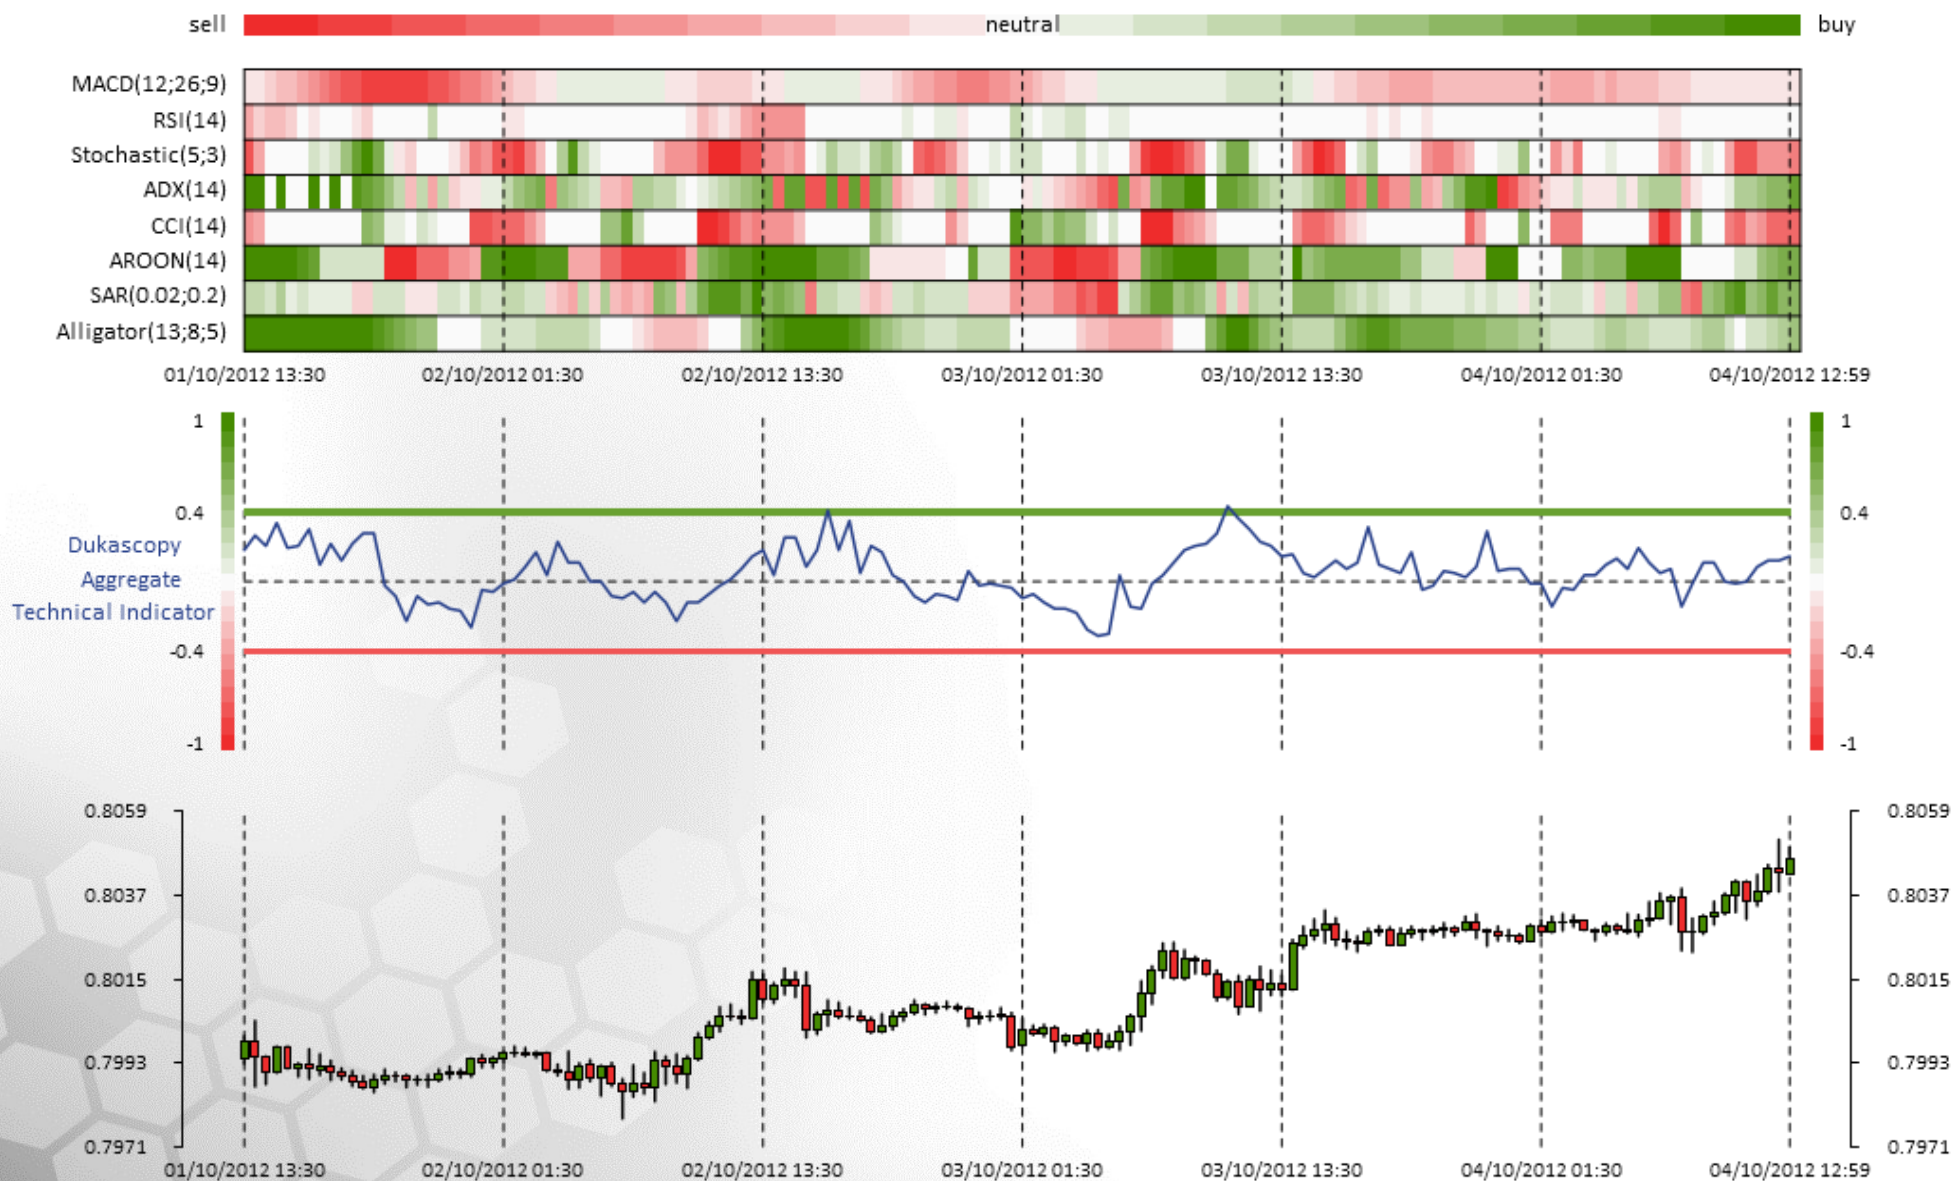 sell neutral buy
MACD(12;26;9)
RSI(14)
Stochastic(5;3)
ADX(14)
CCI(14)
AROON(14)
SAR(0.02;0.2)
Alligator(13;8;5)
01/10/2012 13:30 02/10/2012 01:30 02/10/2012 13:30 03/10/2012 01:30 03/10/2012 13:30 04/10/2012 01:30 04/10/2012 12:59
1 1
0.4 0.4
Dukascopy
Aggregate
Technical Indicator
-0.4 -0.4
-1 -1
0.8059 0.8059
0.8037 0.8037
0.8015 0.8015
0.7993 0.7993
0.7971 0.7971
01/10/2012 13:30 02/10/2012 01:30 02/10/2012 13:30 03/10/2012 01:30 03/10/2012 13:30 04/10/2012 01:30 04/10/2012 12:59